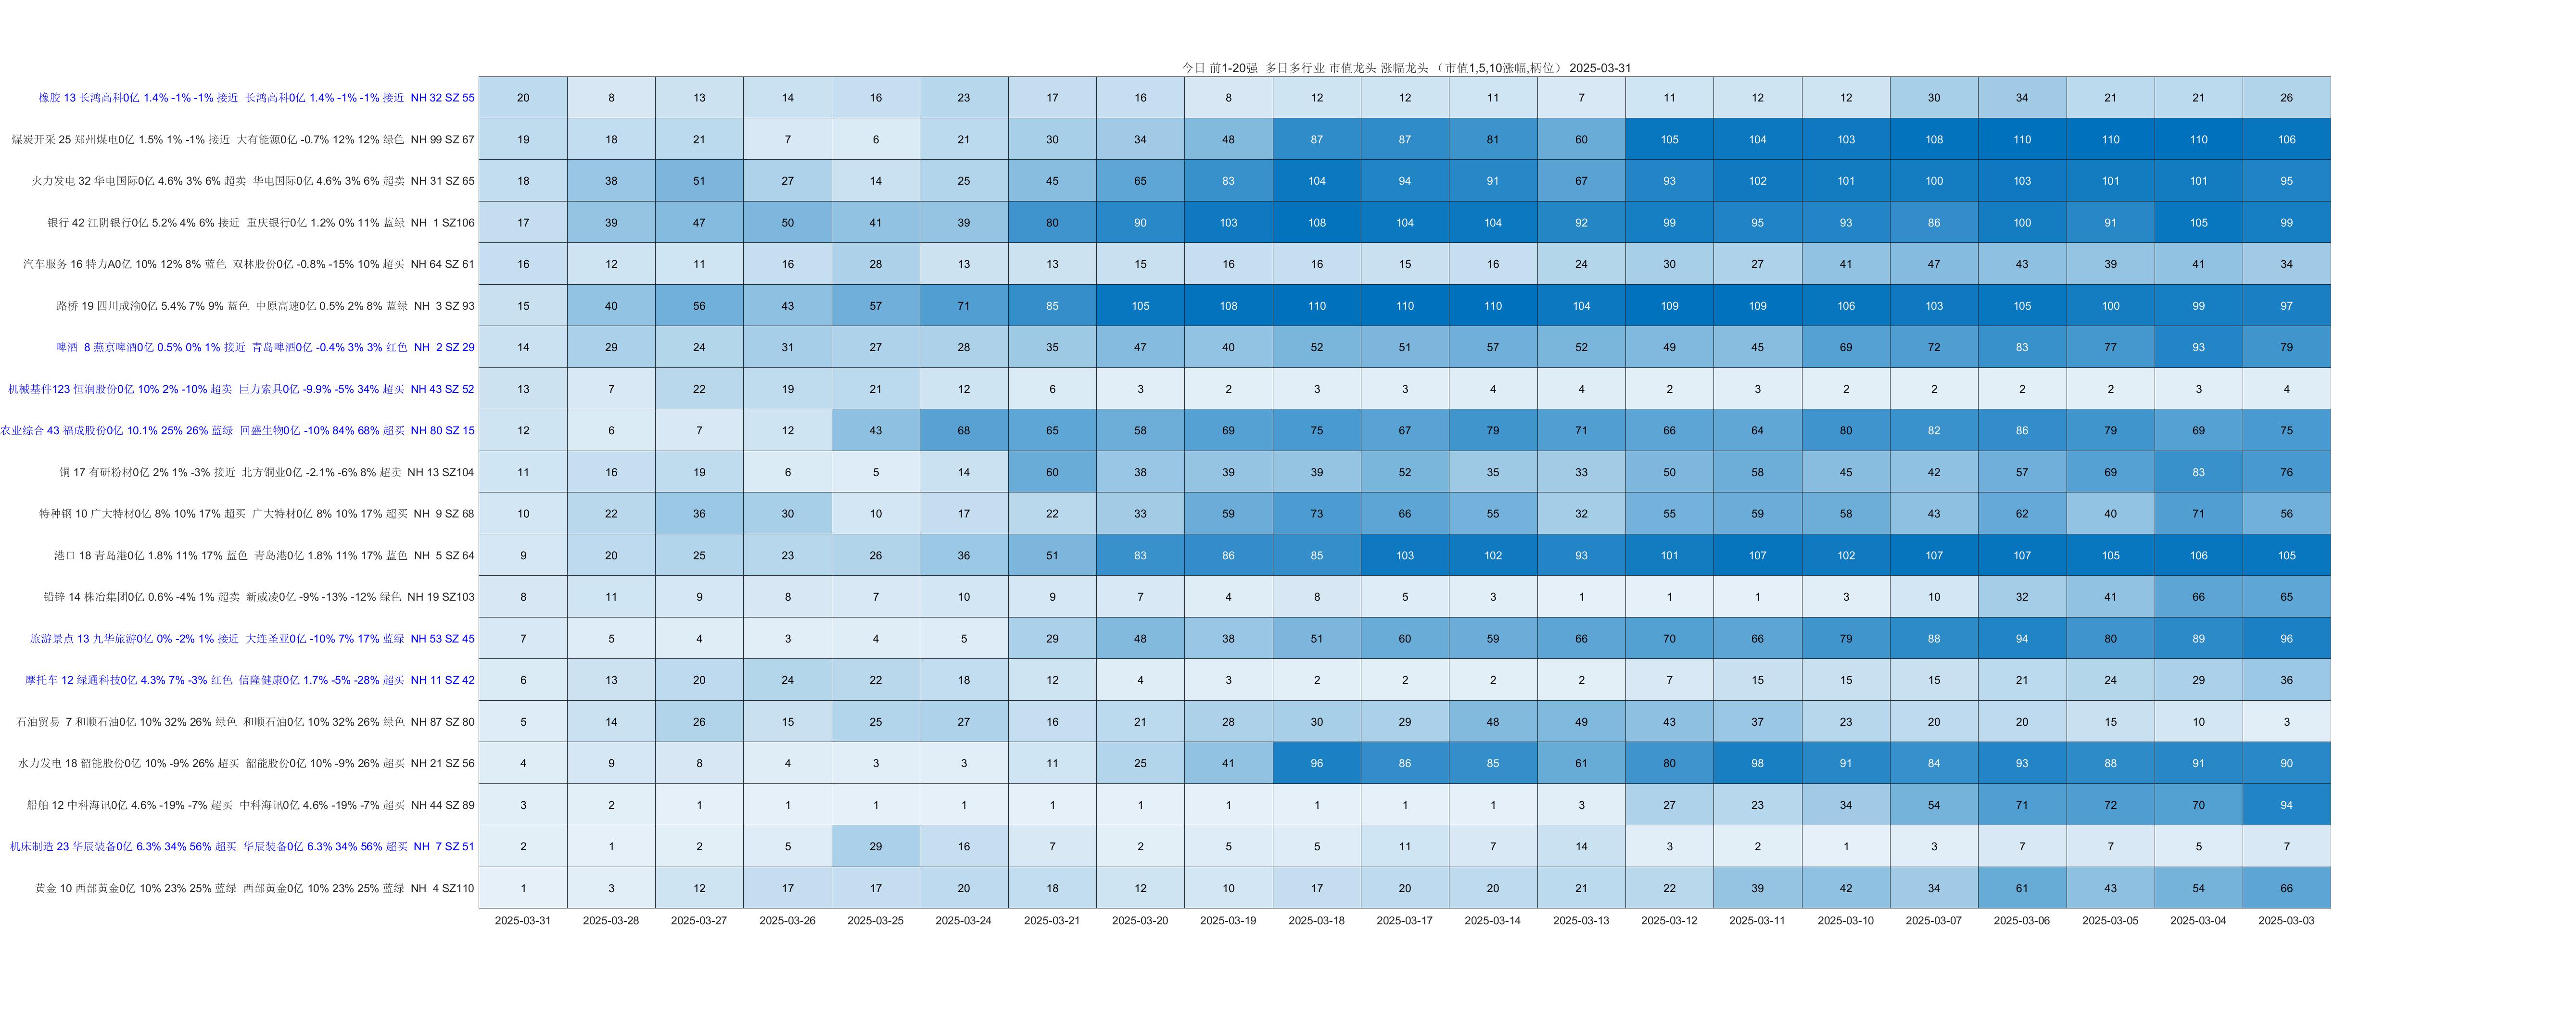 今日 前1-20强 多日多行业 市值龙头 涨幅龙头 （市值1,5,10涨幅,柄位） 2025-03-31
橡胶 13 长鸿高科0亿 1.4% -1% -1% 接近 长鸿高科0亿 1.4% -1% -1% 接近 NH 32 SZ 55 20 8 13 14 16 23 17 16 8 12 12 11 7 11 12 12 30 34 21 21 26
煤炭开采 25 郑州煤电0亿 1.5% 1% -1% 接近 大有能源0亿 -0.7% 12% 12% 绿色 NH 99 SZ 67 19 18 21 7 6 21 30 34 48 87 87 81 60 105 104 103 108 110 110 110 106
火力发电 32 华电国际0亿 4.6% 3% 6% 超卖 华电国际0亿 4.6% 3% 6% 超卖 NH 31 SZ 65 18 38 51 27 14 25 45 65 83 104 94 91 67 93 102 101 100 103 101 101 95
银行 42 江阴银行0亿 5.2% 4% 6% 接近 重庆银行0亿 1.2% 0% 11% 蓝绿 NH 1 SZ106 17 39 47 50 41 39 80 90 103 108 104 104 92 99 95 93 86 100 91 105 99
汽车服务 16 特力A0亿 10% 12% 8% 蓝色 双林股份0亿 -0.8% -15% 10% 超买 NH 64 SZ 61 16 12 11 16 28 13 13 15 16 16 15 16 24 30 27 41 47 43 39 41 34
路桥 19 四川成渝0亿 5.4% 7% 9% 蓝色 中原高速0亿 0.5% 2% 8% 蓝绿 NH 3 SZ 93 15 40 56 43 57 71 85 105 108 110 110 110 104 109 109 106 103 105 100 99 97
啤酒 8 燕京啤酒0亿 0.5% 0% 1% 接近 青岛啤酒0亿 -0.4% 3% 3% 红色 NH 2 SZ 29 14 29 24 31 27 28 35 47 40 52 51 57 52 49 45 69 72 83 77 93 79
机械基件123 恒润股份0亿 10% 2% -10% 超卖 巨力索具0亿 -9.9% -5% 34% 超买 NH 43 SZ 52 13 7 22 19 21 12 6 3 2 3 3 4 4 2 3 2 2 2 2 3 4
农业综合 43 福成股份0亿 10.1% 25% 26% 蓝绿 回盛生物0亿 -10% 84% 68% 超买 NH 80 SZ 15 12 6 7 12 43 68 65 58 69 75 67 79 71 66 64 80 82 86 79 69 75
铜 17 有研粉材0亿 2% 1% -3% 接近 北方铜业0亿 -2.1% -6% 8% 超卖 NH 13 SZ104 11 16 19 6 5 14 60 38 39 39 52 35 33 50 58 45 42 57 69 83 76
特种钢 10 广大特材0亿 8% 10% 17% 超买 广大特材0亿 8% 10% 17% 超买 NH 9 SZ 68 10 22 36 30 10 17 22 33 59 73 66 55 32 55 59 58 43 62 40 71 56
港口 18 青岛港0亿 1.8% 11% 17% 蓝色 青岛港0亿 1.8% 11% 17% 蓝色 NH 5 SZ 64 9 20 25 23 26 36 51 83 86 85 103 102 93 101 107 102 107 107 105 106 105
铅锌 14 株冶集团0亿 0.6% -4% 1% 超卖 新威凌0亿 -9% -13% -12% 绿色 NH 19 SZ103 8 11 9 8 7 10 9 7 4 8 5 3 1 1 1 3 10 32 41 66 65
旅游景点 13 九华旅游0亿 0% -2% 1% 接近 大连圣亚0亿 -10% 7% 17% 蓝绿 NH 53 SZ 45 7 5 4 3 4 5 29 48 38 51 60 59 66 70 66 79 88 94 80 89 96
摩托车 12 绿通科技0亿 4.3% 7% -3% 红色 信隆健康0亿 1.7% -5% -28% 超买 NH 11 SZ 42 6 13 20 24 22 18 12 4 3 2 2 2 2 7 15 15 15 21 24 29 36
石油贸易 7 和顺石油0亿 10% 32% 26% 绿色 和顺石油0亿 10% 32% 26% 绿色 NH 87 SZ 80 5 14 26 15 25 27 16 21 28 30 29 48 49 43 37 23 20 20 15 10 3
水力发电 18 韶能股份0亿 10% -9% 26% 超买 韶能股份0亿 10% -9% 26% 超买 NH 21 SZ 56 4 9 8 4 3 3 11 25 41 96 86 85 61 80 98 91 84 93 88 91 90
船舶 12 中科海讯0亿 4.6% -19% -7% 超买 中科海讯0亿 4.6% -19% -7% 超买 NH 44 SZ 89 3 2 1 1 1 1 1 1 1 1 1 1 3 27 23 34 54 71 72 70 94
机床制造 23 华辰装备0亿 6.3% 34% 56% 超买 华辰装备0亿 6.3% 34% 56% 超买 NH 7 SZ 51 2 1 2 5 29 16 7 2 5 5 11 7 14 3 2 1 3 7 7 5 7
黄金 10 西部黄金0亿 10% 23% 25% 蓝绿 西部黄金0亿 10% 23% 25% 蓝绿 NH 4 SZ110 1 3 12 17 17 20 18 12 10 17 20 20 21 22 39 42 34 61 43 54 66
2025-03-31 2025-03-28 2025-03-27 2025-03-26 2025-03-25 2025-03-24 2025-03-21 2025-03-20 2025-03-19 2025-03-18 2025-03-17 2025-03-14 2025-03-13 2025-03-12 2025-03-11 2025-03-10 2025-03-07 2025-03-06 2025-03-05 2025-03-04 2025-03-03